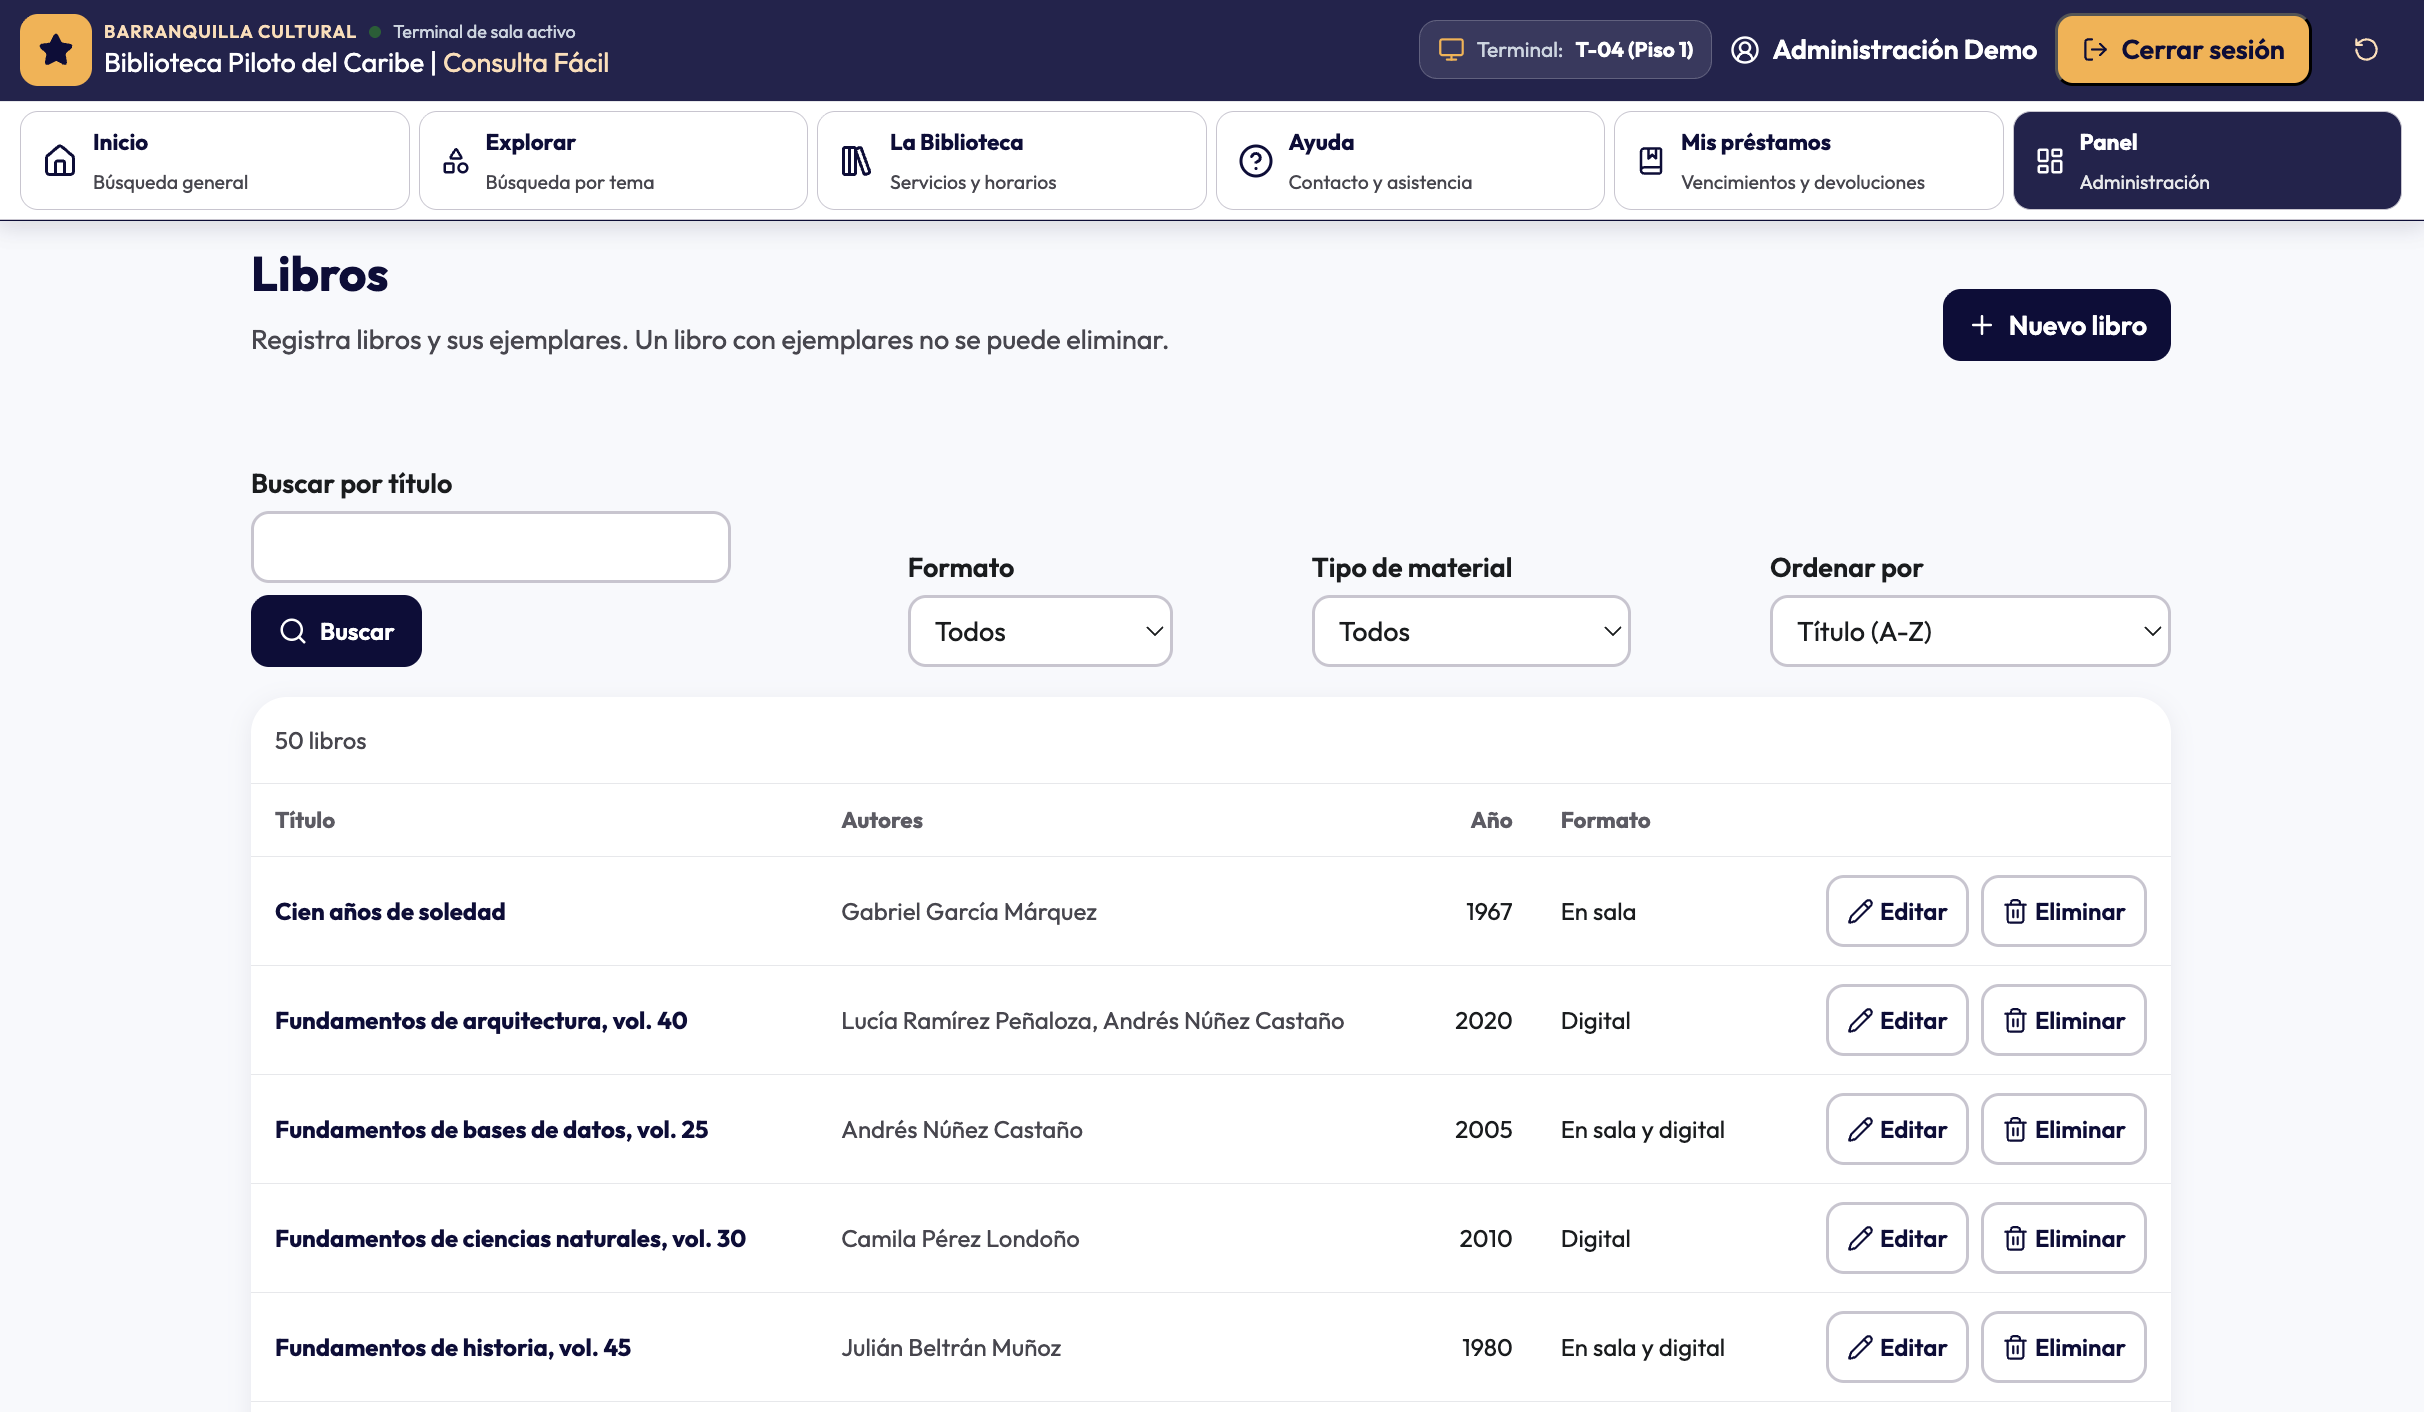 BARRANQUILLA CULTURAL Terminal de sala activo
Biblioteca Piloto del Caribe | Consulta Fácil
Terminal: T-04 (Piso 1)
Administración Demo
Cerrar sesión
Inicio
Búsqueda general
Explorar
Búsqueda por tema
La Biblioteca
Servicios y horarios
Ayuda
Contacto y asistencia
Mis préstamos
Vencimientos y devoluciones
Panel
Administración
Libros
Registra libros y sus ejemplares. Un libro con ejemplares no se puede eliminar.
Nuevo libro
Buscar por título
Buscar
Formato
Todos
Tipo de material
Todos
Ordenar por
Título (A-Z)
50 libros
Título Autores Año Formato
Cien años de soledad Gabriel García Márquez 1967 En sala Editar Eliminar
Fundamentos de arquitectura, vol. 40 Lucía Ramírez Peñaloza, Andrés Núñez Castaño 2020 Digital Editar Eliminar
Fundamentos de bases de datos, vol. 25 Andrés Núñez Castaño 2005 En sala y digital Editar Eliminar
Fundamentos de ciencias naturales, vol. 30 Camila Pérez Londoño 2010 Digital Editar Eliminar
Fundamentos de historia, vol. 45 Julián Beltrán Muñoz 1980 En sala y digital Editar Eliminar